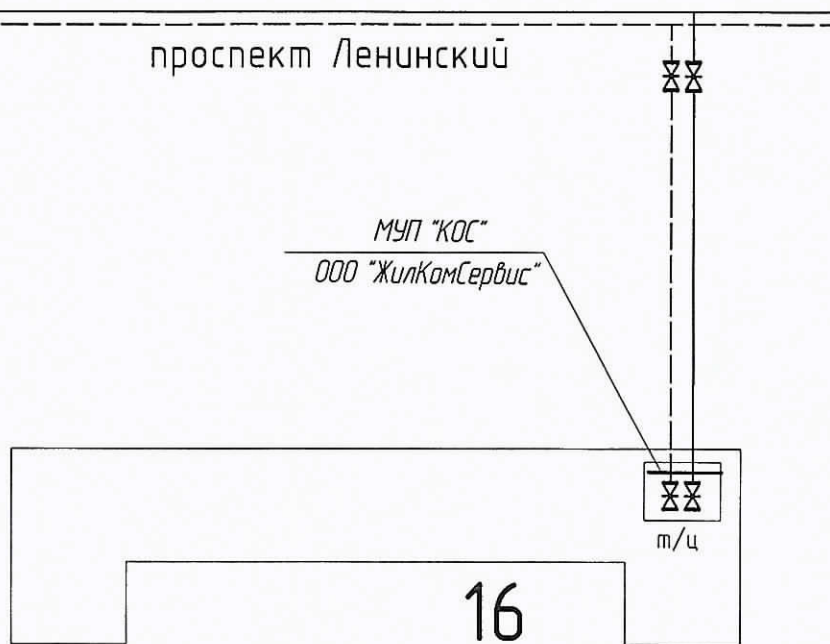 проспект Ленинский
МУП "КОС"
ООО "ЖилКомСервис"
т/ц
16